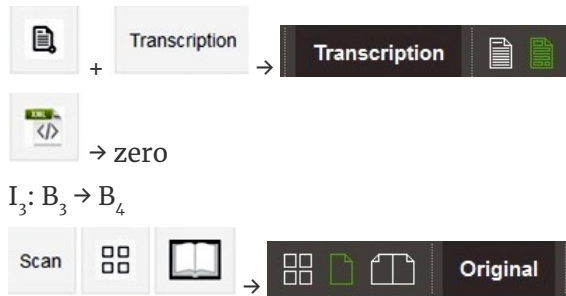 + Transcription → Transcription
XML </> → zero
I₃: B₃ → B₄
Scan → Original